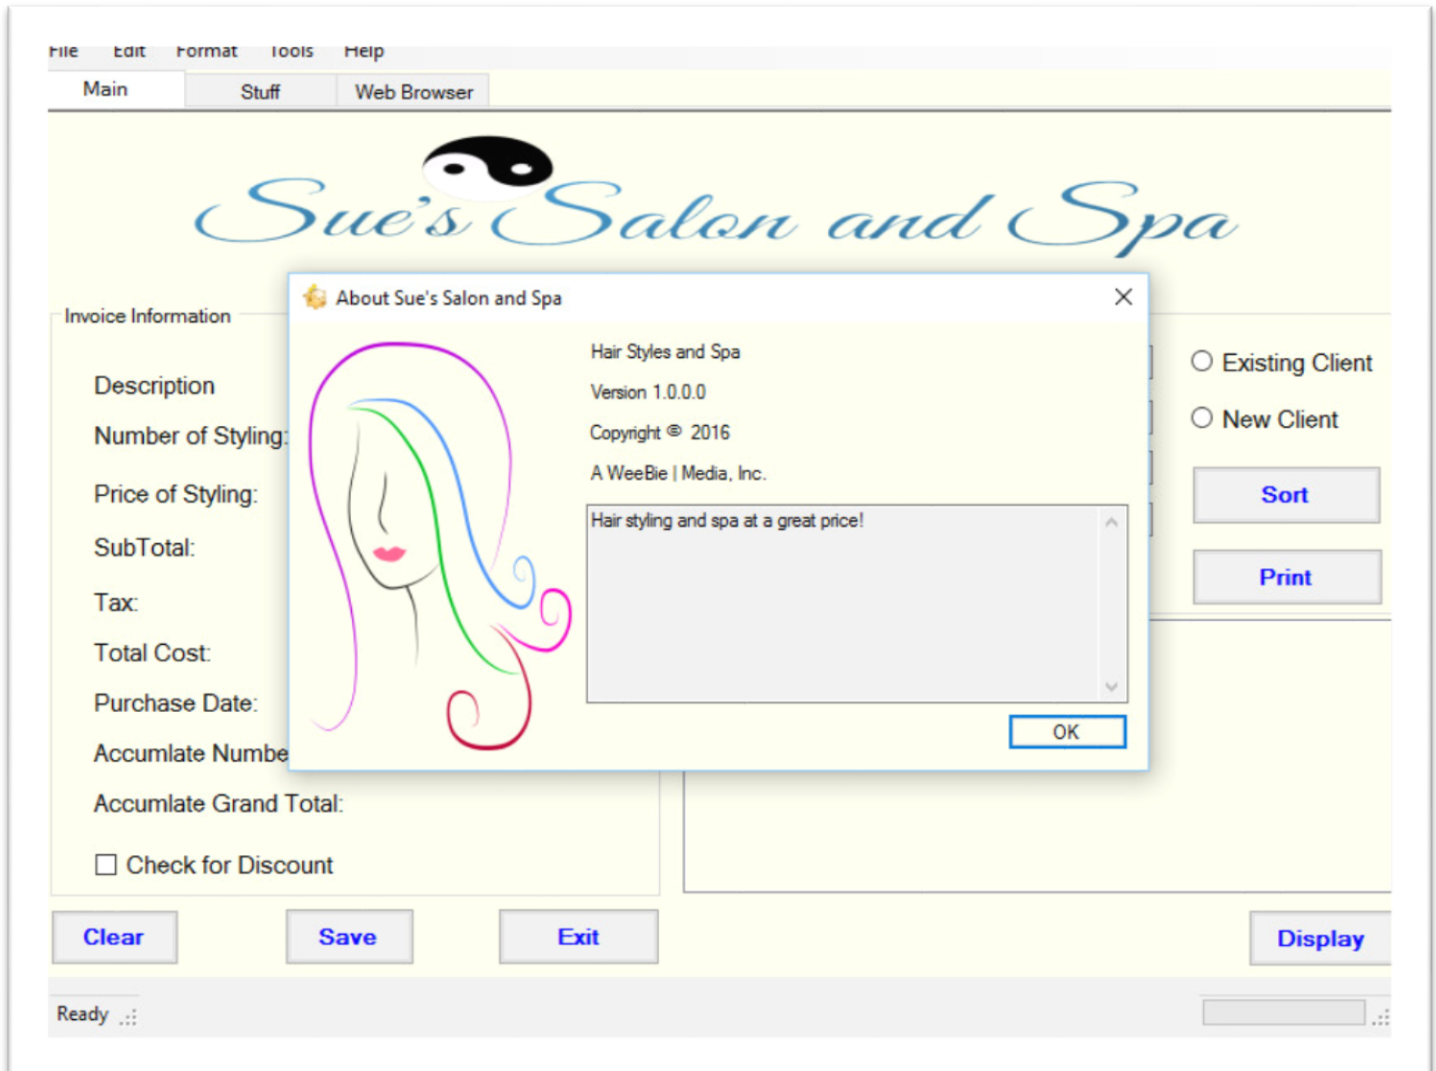 File Edit Format Tools Help
Main Stuff Web Browser
Sue's Salon and Spa
About Sue's Salon and Spa
Hair Styles and Spa
Version 1.0.0.0
Copyright © 2016
A WeeBie | Media, Inc.
Hair styling and spa at a great price!
OK
Invoice Information
Description
Number of Styling:
Price of Styling:
SubTotal:
Tax:
Total Cost:
Purchase Date:
Accumlate Numbe
Accumlate Grand Total:
Check for Discount
Existing Client
New Client
Sort
Print
Clear Save Exit Display
Ready